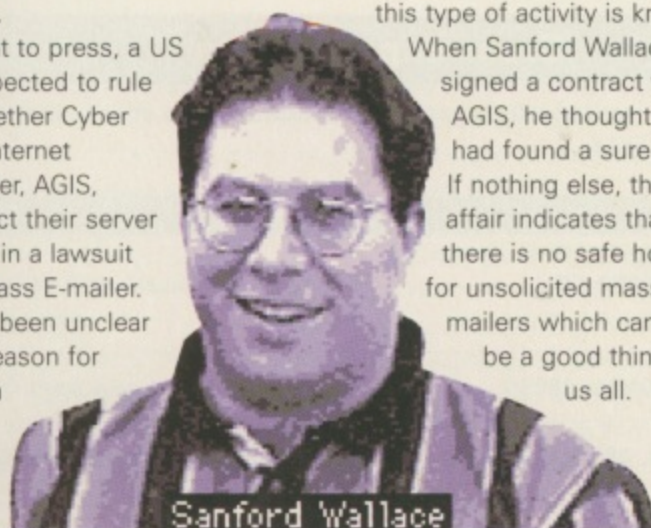 t to press, a US
pected to rule
ether Cyber
nternet
er, AGIS,
ct their server
in a lawsuit
ass E-mailer.
been unclear
eason for
this type of activity is kn
When Sanford Wallac
signed a contract
AGIS, he thought
had found a sure
If nothing else, th
affair indicates tha
there is no safe ho
for unsolicited mas
mailers which can
be a good thin
us all.
Sanford Wallace